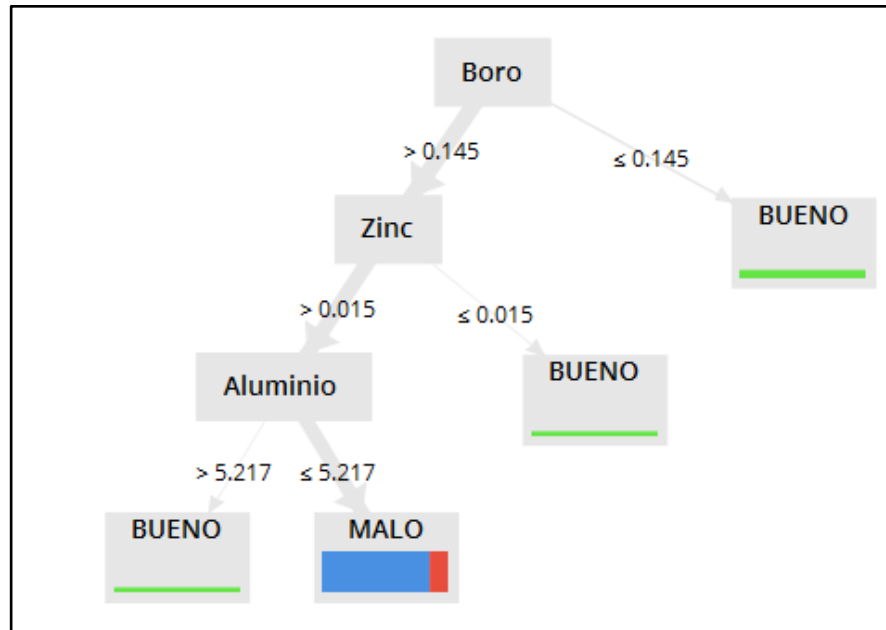 Boro
> 0.145
≤ 0.145
Zinc
BUENO
> 0.015
≤ 0.015
Aluminio
BUENO
> 5.217
≤ 5.217
BUENO
MALO